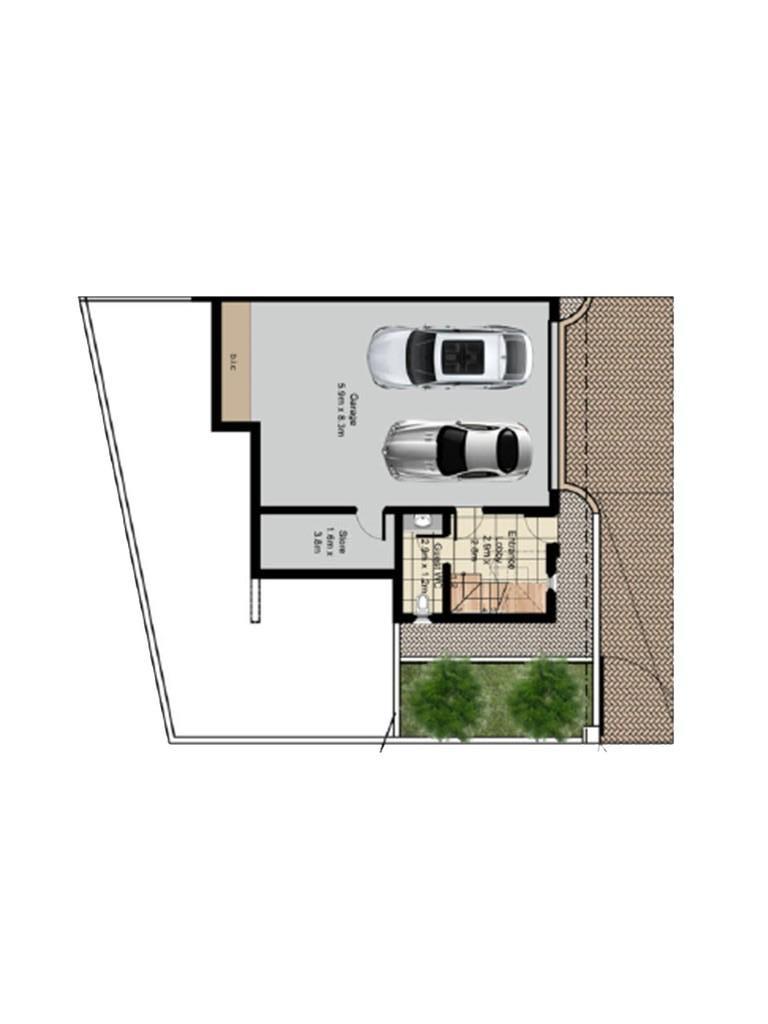 b.i.c
Garage
5.9m x 8.3m
Store
1.6m x
3.8m
Guest WC
2.9m x 1.2m
Entrance
Lobby
2.9m x
2.8m